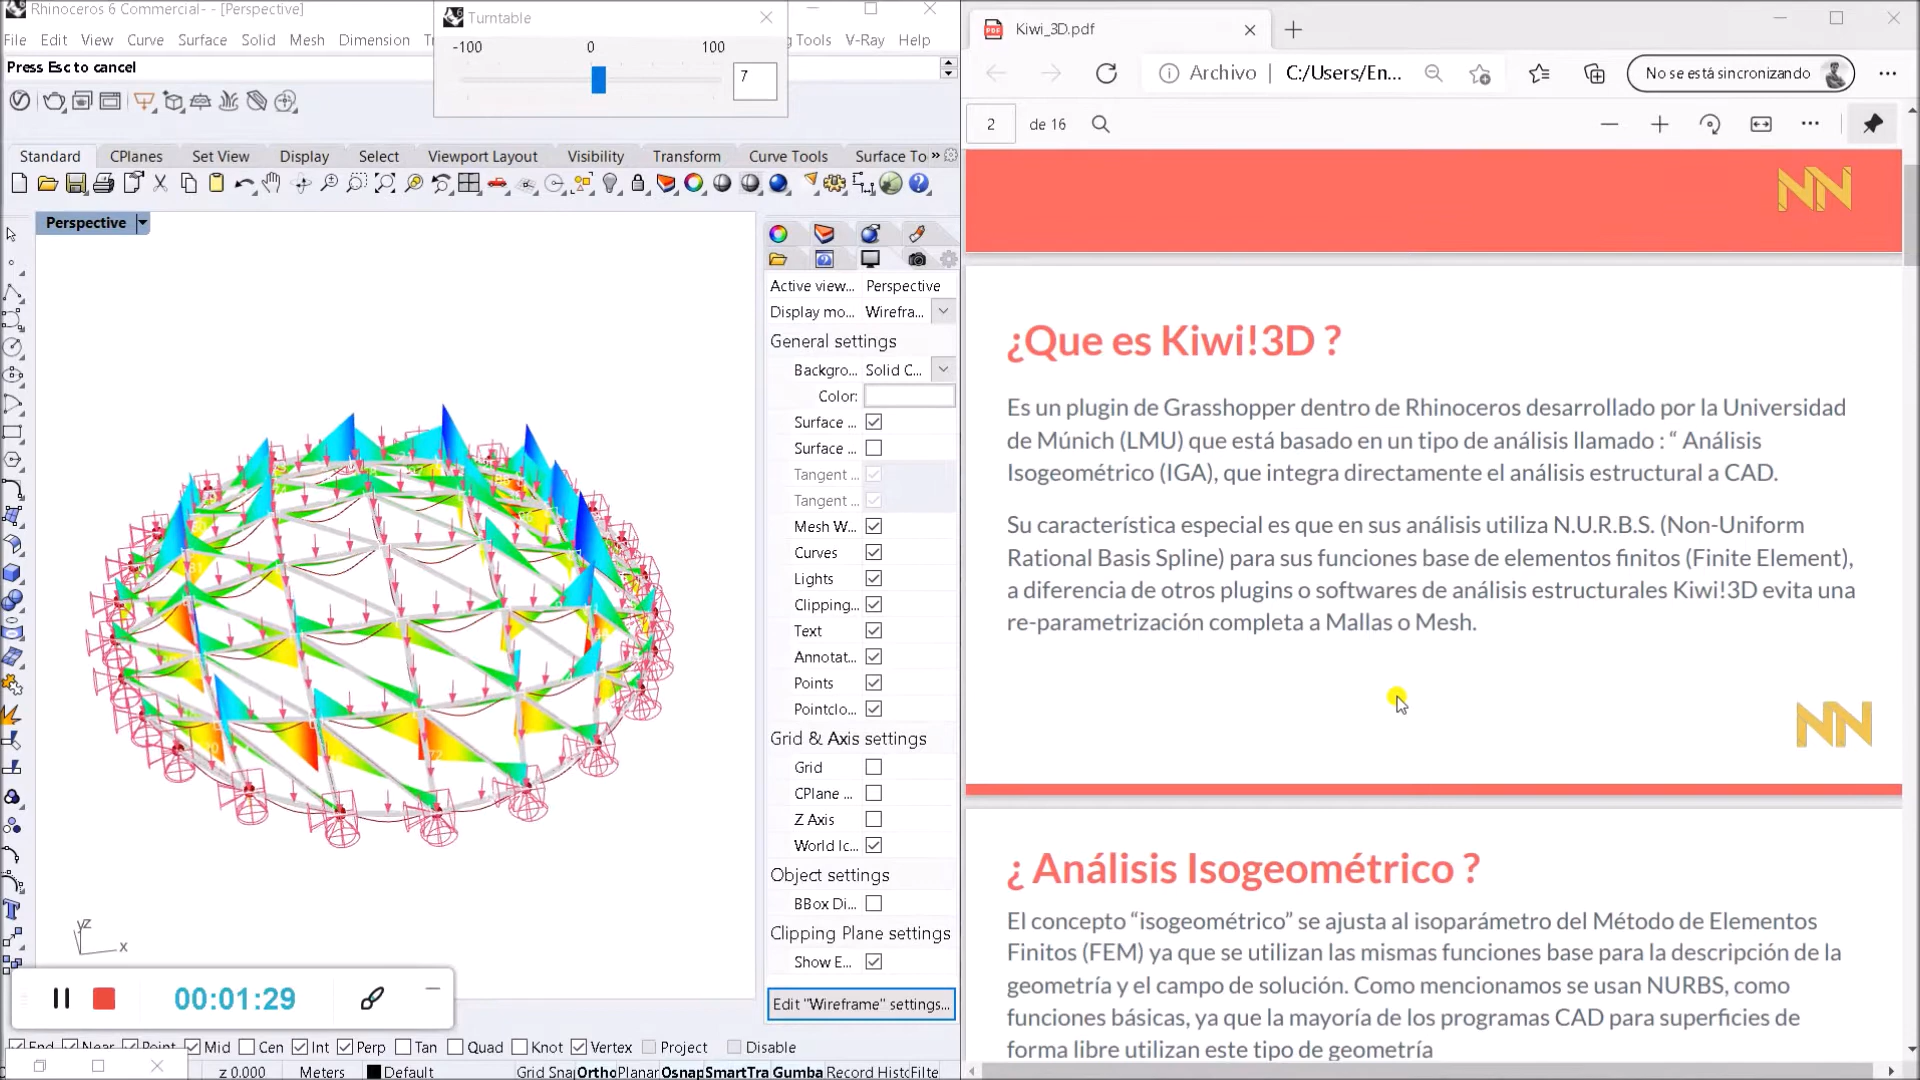 Rhinoceros 6 Commercial- - [Perspective]
File Edit View Curve Surface Solid Mesh Dimension
ng Tools V-Ray Help
Turntable
-100 0 100
7
Press Esc to cancel
Standard CPlanes Set View Display Select Viewport Layout Visibility Transform Curve Tools Surface To »
Perspective
Active view... Perspective
Display mo... Wirefra...
General settings
Backgro... Solid C...
Color:
Surface ...
Surface ...
Tangent ...
Tangent ...
Mesh W...
Curves
Lights
Clipping...
Text
Annotat...
Points
Pointclo...
Grid & Axis settings
Grid
CPlane ...
Z Axis
World Ic...
Object settings
BBox Di...
Clipping Plane settings
Show E...
Edit "Wireframe" settings...
yz
x
00:01:29
End Near Point Mid Cen Int Perp Tan Quad Knot Vertex Project Disable
z 0.000 Meters Default Grid Snap Ortho Planar Osnap SmartTra Gumba Record Histo Filte
Kiwi_3D.pdf
Archivo C:/Users/En...
No se está sincronizando
2 de 16
NN
¿Que es Kiwi!3D ?
Es un plugin de Grasshopper dentro de Rhinoceros desarrollado por la Universidad
de Múnich (LMU) que está basado en un tipo de análisis llamado : “ Análisis
Isogeométrico (IGA), que integra directamente el análisis estructural a CAD.
Su característica especial es que en sus análisis utiliza N.U.R.B.S. (Non-Uniform
Rational Basis Spline) para sus funciones base de elementos finitos (Finite Element),
a diferencia de otros plugins o softwares de análisis estructurales Kiwi!3D evita una
re-parametrización completa a Mallas o Mesh.
NN
¿ Análisis Isogeométrico ?
El concepto “isogeométrico” se ajusta al isoparámetro del Método de Elementos
Finitos (FEM) ya que se utilizan las mismas funciones base para la descripción de la
geometría y el campo de solución. Como mencionamos se usan NURBS, como
funciones básicas, ya que la mayoría de los programas CAD para superficies de
forma libre utilizan este tipo de geometría